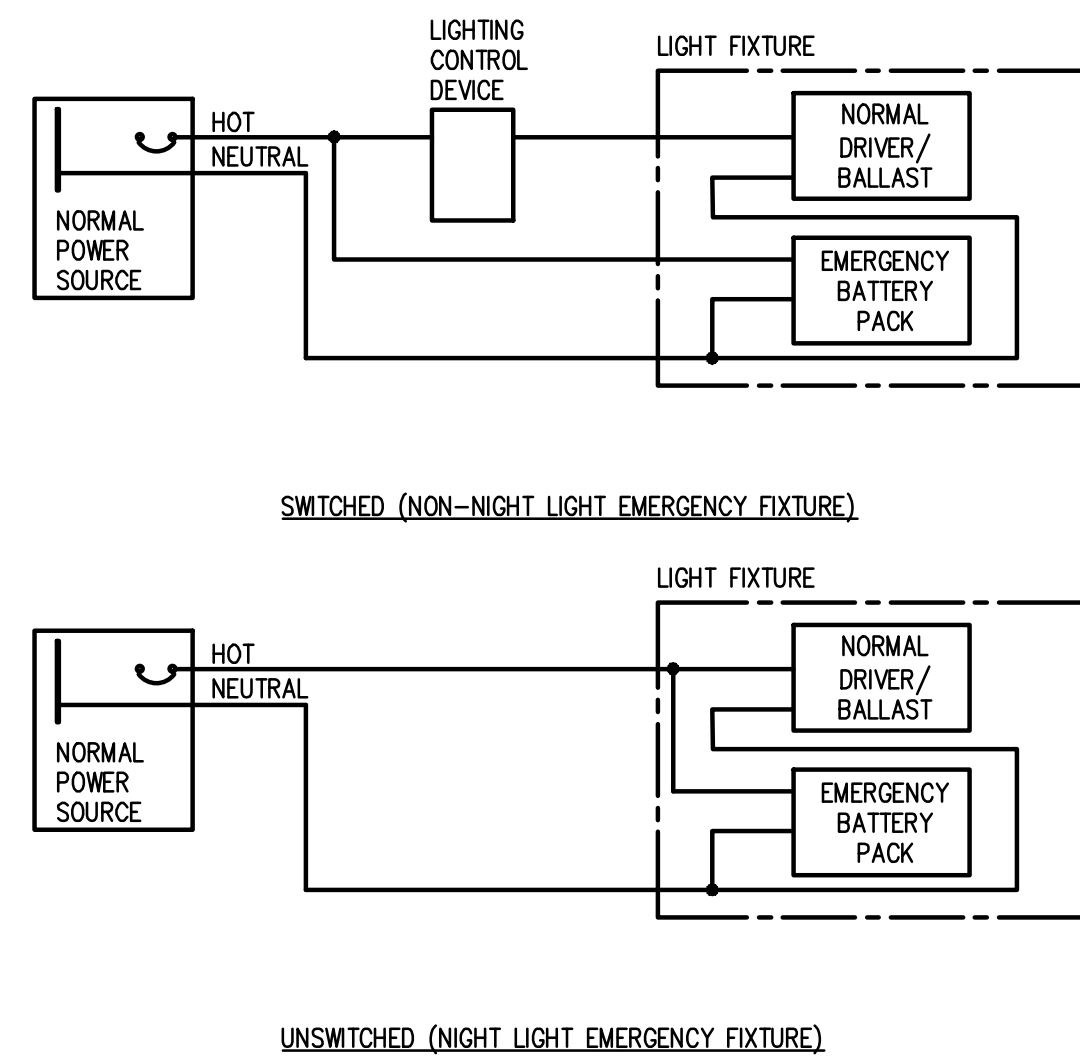 LIGHTING
CONTROL
DEVICE
LIGHT FIXTURE
HOT
NEUTRAL
NORMAL
POWER
SOURCE
NORMAL
DRIVER/
BALLAST
EMERGENCY
BATTERY
PACK
SWITCHED (NON-NIGHT LIGHT EMERGENCY FIXTURE)
LIGHT FIXTURE
HOT
NEUTRAL
NORMAL
POWER
SOURCE
NORMAL
DRIVER/
BALLAST
EMERGENCY
BATTERY
PACK
UNSWITCHED (NIGHT LIGHT EMERGENCY FIXTURE)